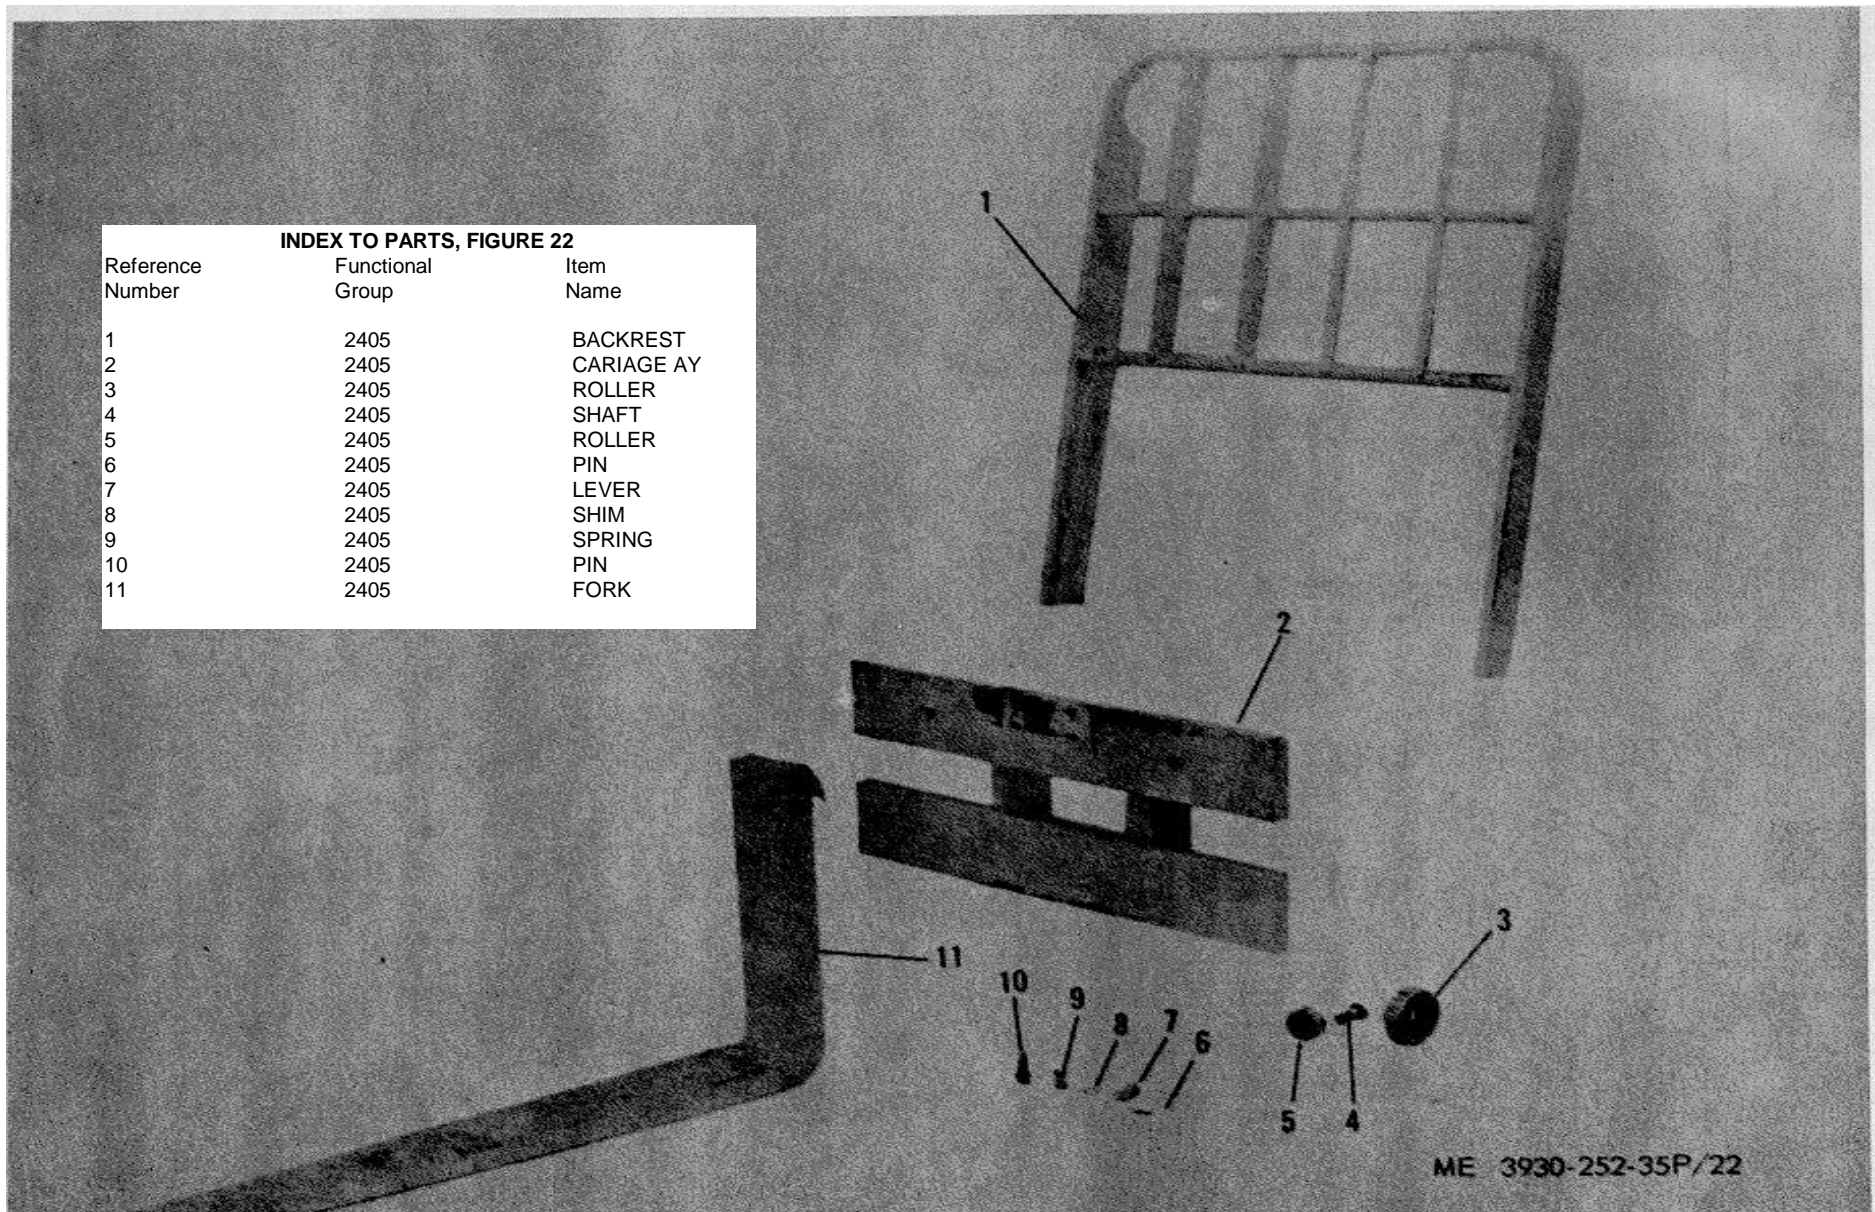 INDEX TO PARTS, FIGURE 22
Reference Functional Item
Number Group Name
1 2405 BACKREST
2 2405 CARIAGE AY
3 2405 ROLLER
4 2405 SHAFT
5 2405 ROLLER
6 2405 PIN
7 2405 LEVER
8 2405 SHIM
9 2405 SPRING
10 2405 PIN
11 2405 FORK
1
2
3
11
10
9
8
7
6
5
4
ME 3930-252-35P/22